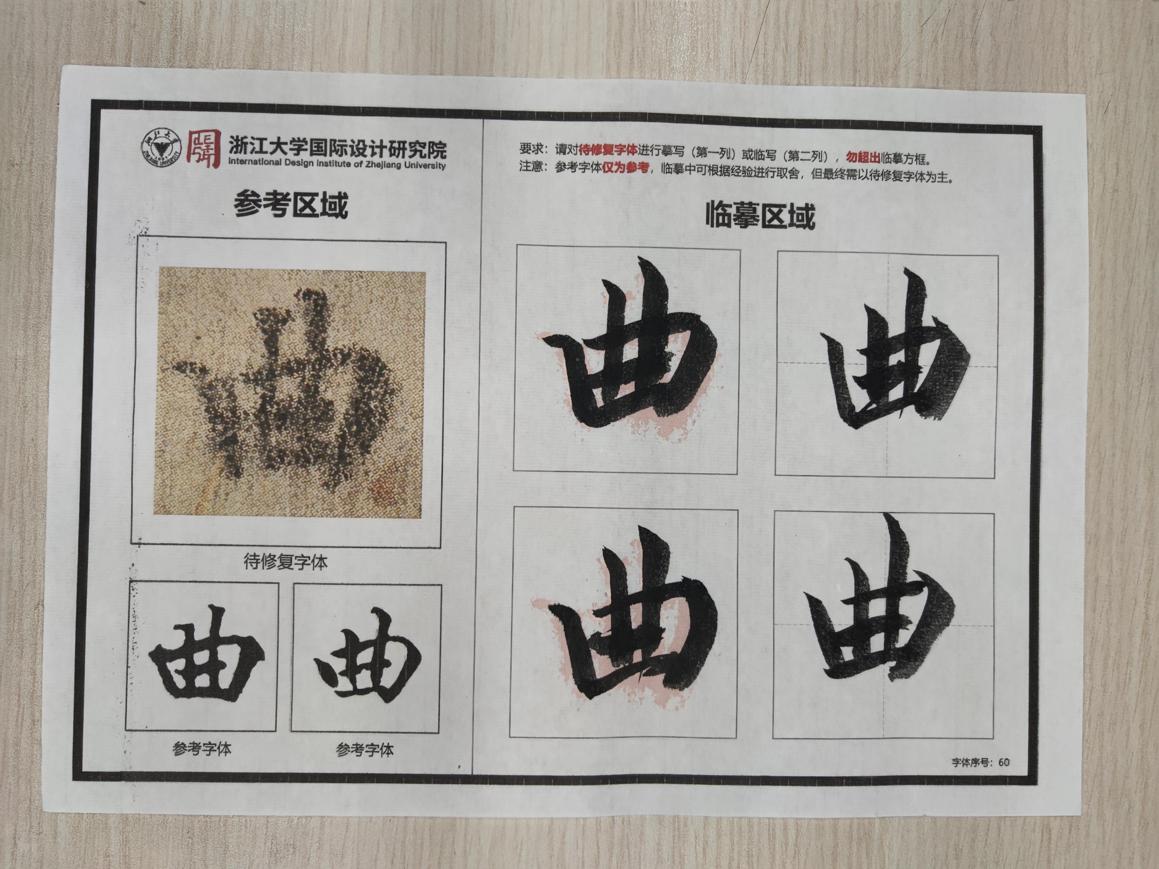 浙江大学国际设计研究院
International Design Institute of Zhejiang University
参考区域
曲
待修复字体
曲 曲
参考字体 参考字体
要求：请对待修复字体进行摹写（第一列）或临写（第二列），勿超出临摹方框。
注意：参考字体仅为参考，临摹中可根据经验进行取舍，但最终需以待修复字体为主。
临摹区域
曲 曲
曲 曲
字体序号：60